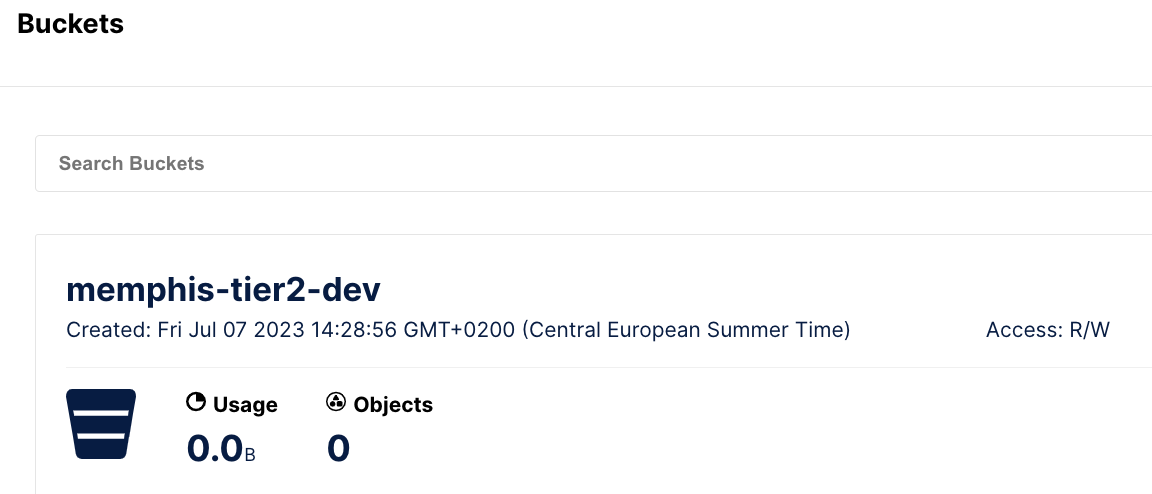 Buckets
Search Buckets
memphis-tier2-dev
Created: Fri Jul 07 2023 14:28:56 GMT+0200 (Central European Summer Time) Access: R/W
Usage Objects
0.0B 0